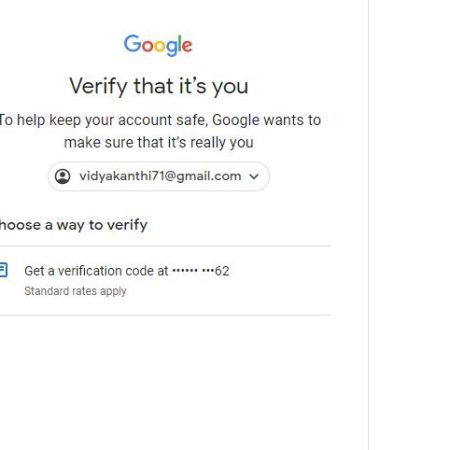 Google
Verify that it's you
To help keep your account safe, Google wants to
make sure that it's really you
vidyakanthi71@gmail.com
hoose a way to verify
Get a verification code at •••••• •••62
Standard rates apply